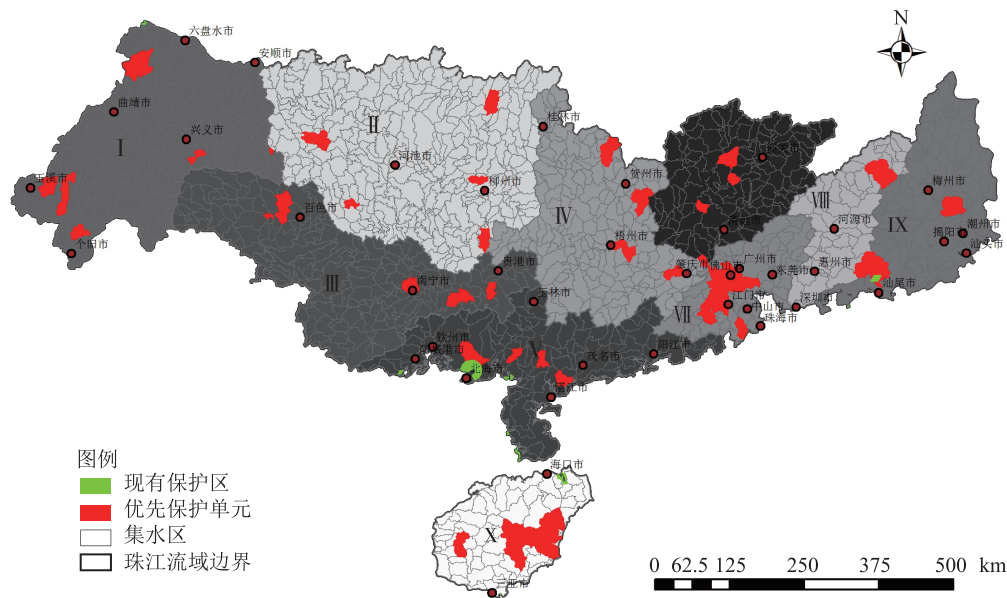 N
六盘水市
安顺市
曲靖市
兴义市
I
II
桂林市
河池市
柳州市
贺州市
玉溪市
百色市
个旧市
IV
梧州市
VIII
河源市
梅州市
IX
潮州市
揭阳市
汕头市
III
贵港市
南宁市
玉林市
肇庆市
佛山市
广州市
东莞市
惠州市
江门市
中山市
深圳市
汕尾市
珠海市
VII
V
钦州市
阳江市
茂名市
北海市
湛江市
海口市
X
三亚市
图例
现有保护区
优先保护单元
集水区
珠江流域边界
0 62.5 125 250 375 500 km